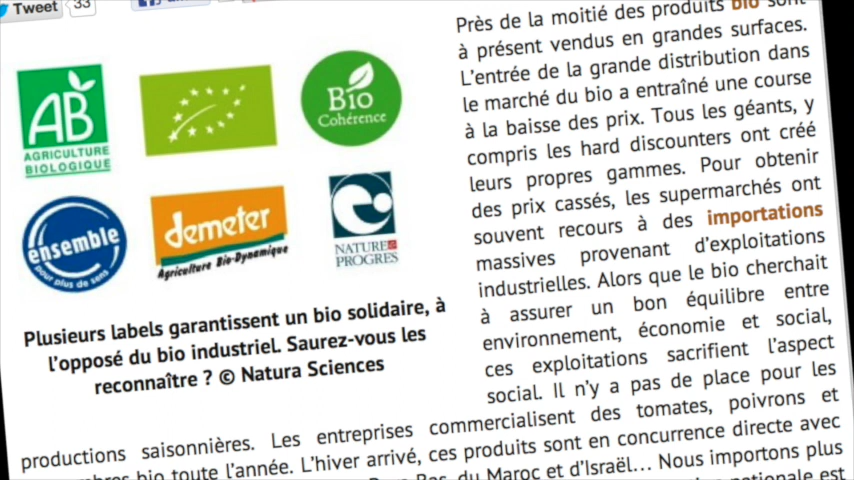 Tweet
33
AB
AGRICULTURE
BIOLOGIQUE
Bio
Cohérence
ensemble
pour plus de sens
demeter
Agriculture Bio-Dynamique
NATURE &
PROGRES
Plusieurs labels garantissent un bio solidaire, à
l'opposé du bio industriel. Saurez-vous les
reconnaître ? © Natura Sciences
Près de la moitié des produits bio sont
à présent vendus en grandes surfaces.
L'entrée de la grande distribution dans
le marché du bio a entraîné une course
à la baisse des prix. Tous les géants, y
compris les hard discounters ont créé
leurs propres gammes. Pour obtenir
des prix cassés, les supermarchés ont
souvent recours à des importations
massives provenant d'exploitations
industrielles. Alors que le bio cherchait
à assurer un bon équilibre entre
environnement, économie et social,
ces exploitations sacrifient l'aspect
social. Il n'y a pas de place pour les
productions saisonnières. Les entreprises commercialisent des tomates, poivrons et
bio toute l'année. L'hiver arrivé, ces produits sont en concurrence directe avec
Bas, du Maroc et d'Israël... Nous importons plus
nationale est